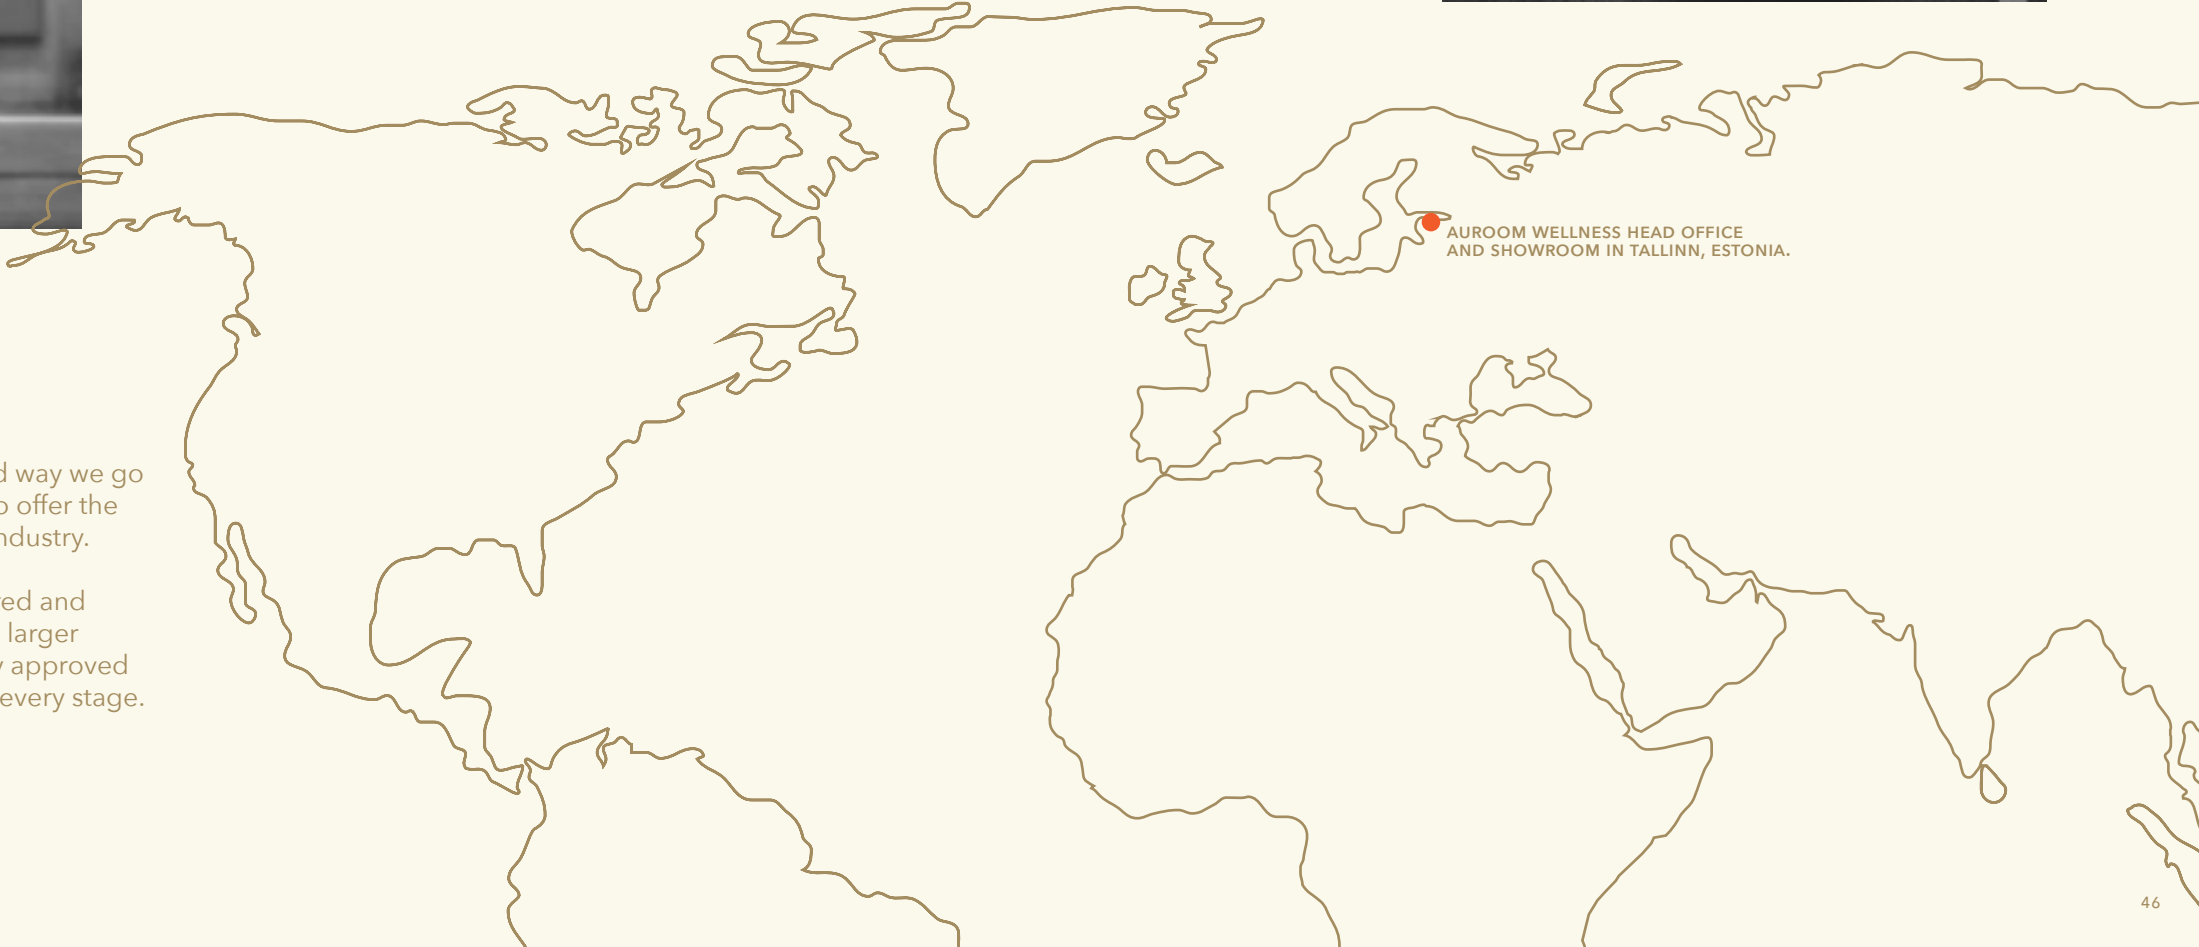 AUROOM WELLNESS HEAD OFFICE
AND SHOWROOM IN TALLINN, ESTONIA.
way we go
offer the
red and
larger
approved
every stage.
46